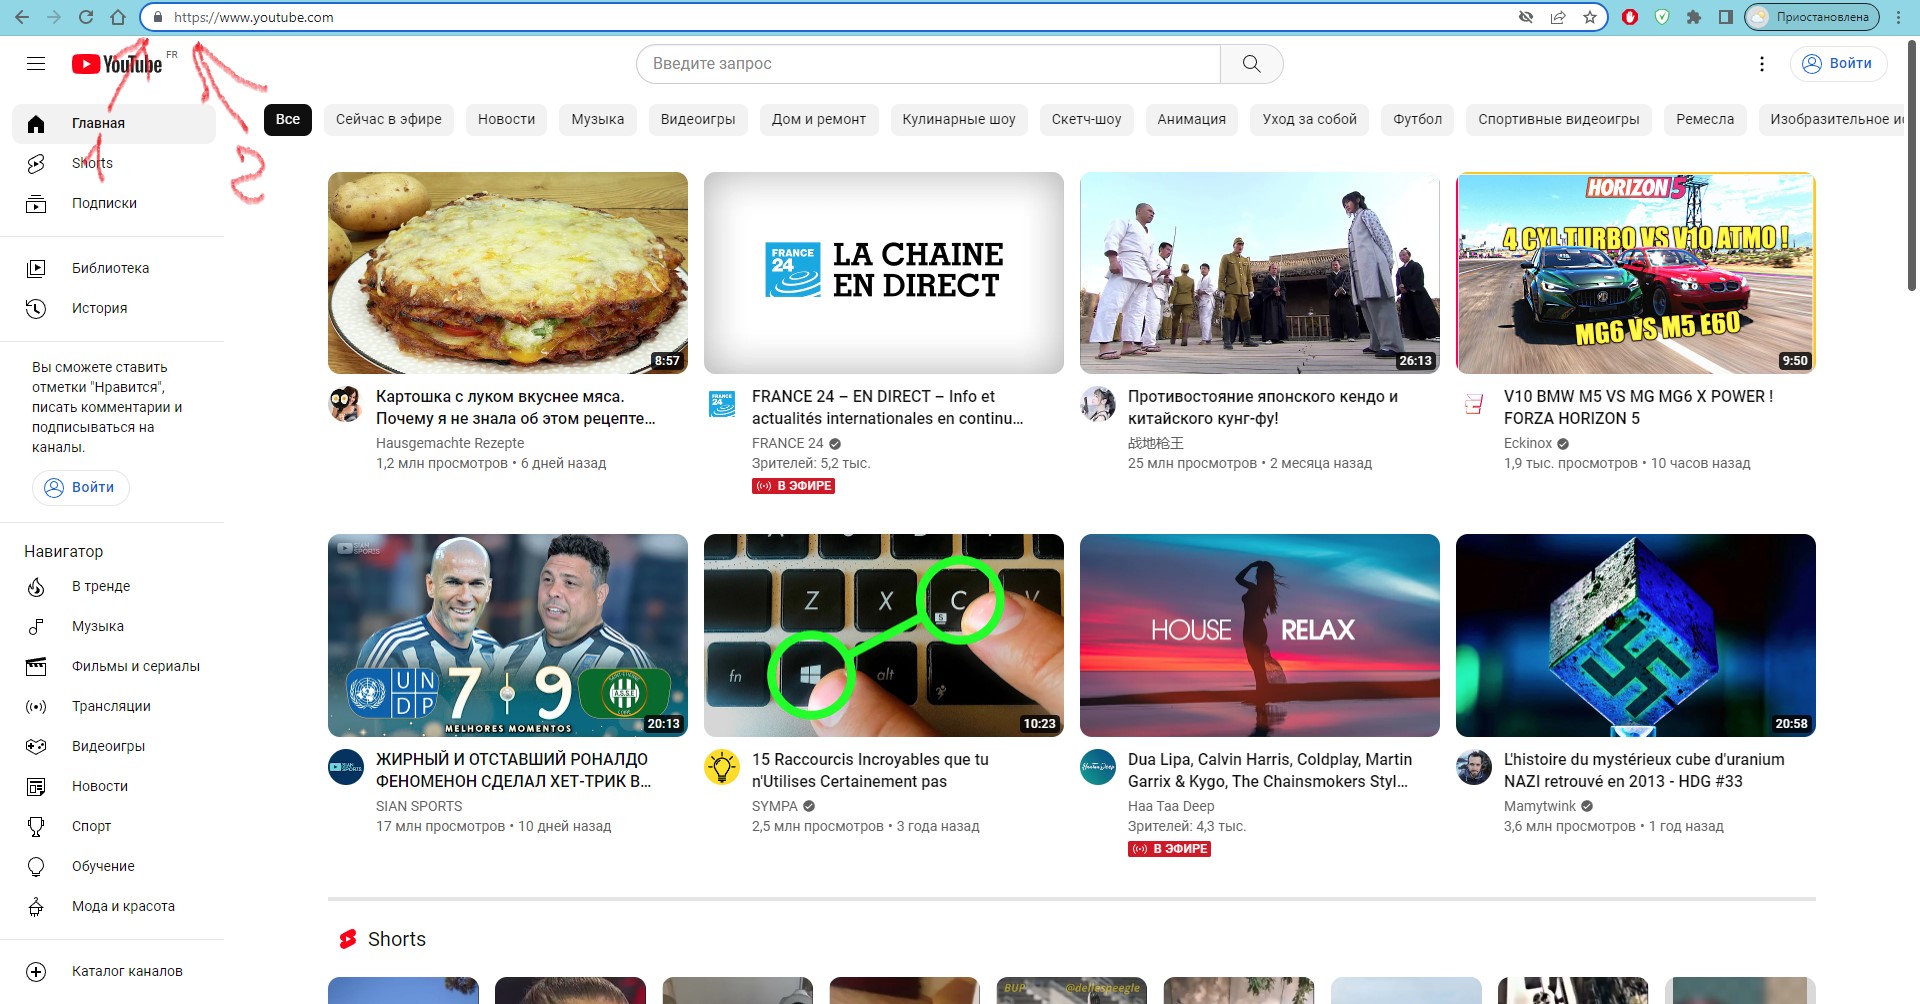 https://www.youtube.com
Приостановлена
YouTube FR
Введите запрос
Войти
1
2
Главная
Shorts
Подписки
Библиотека
История
Вы сможете ставить
отметки "Нравится",
писать комментарии и
подписываться на
каналы.
Войти
Навигатор
В тренде
Музыка
Фильмы и сериалы
Трансляции
Видеоигры
Новости
Спорт
Обучение
Мода и красота
Каталог каналов
Все Сейчас в эфире Новости Музыка Видеоигры Дом и ремонт Кулинарные шоу Скетч-шоу Анимация Уход за собой Футбол Спортивные видеоигры Ремесла Изобразительное ис
8:57
Картошка с луком вкуснее мяса.
Почему я не знала об этом рецепте...
Hausgemachte Rezepte
1,2 млн просмотров • 6 дней назад
FRANCE
24
LA CHAINE
EN DIRECT
FRANCE
24
FRANCE 24 – EN DIRECT – Info et
actualités internationales en continu...
FRANCE 24
Зрителей: 5,2 тыс.
В ЭФИРЕ
26:13
Противостояние японского кендо и
китайского кунг-фу!
战地枪王
25 млн просмотров • 2 месяца назад
HORIZON 5
4 CYL TURBO VS V10 ATMO !
MG6 VS M5 E60
9:50
V10 BMW M5 VS MG MG6 X POWER !
FORZA HORIZON 5
Eckinox
1,9 тыс. просмотров • 10 часов назад
SIAN
SPORTS
UN
DP
7 - 9
A.S.S.E
MELHORES MOMENTOS
20:13
ЖИРНЫЙ И ОТСТАВШИЙ РОНАЛДО
ФЕНОМЕНОН СДЕЛАЛ ХЕТ-ТРИК В...
SIAN SPORTS
17 млн просмотров • 10 дней назад
Z X C V
fn alt
10:23
15 Raccourcis Incroyables que tu
n'Utilises Certainement pas
SYMPA
2,5 млн просмотров • 3 года назад
HOUSE RELAX
Dua Lipa, Calvin Harris, Coldplay, Martin
Garrix & Kygo, The Chainsmokers Styl...
Haa Taa Deep
Зрителей: 4,3 тыс.
В ЭФИРЕ
20:58
L'histoire du mystérieux cube d'uranium
NAZI retrouvé en 2013 - HDG #33
Mamytwink
3,6 млн просмотров • 1 год назад
Shorts
BUP @dellespeegle